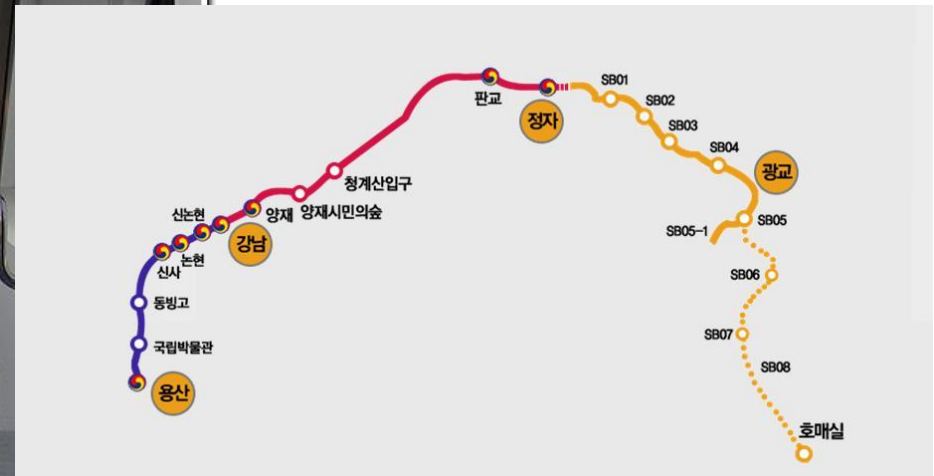 판교
정자
SB01
SB02
SB03
SB04
광교
SB05
SB05-1
SB06
SB07
SB08
호매실
청계산입구
양재시민의숲
양재
강남
신논현
논현
신사
동빙고
국립박물관
용산